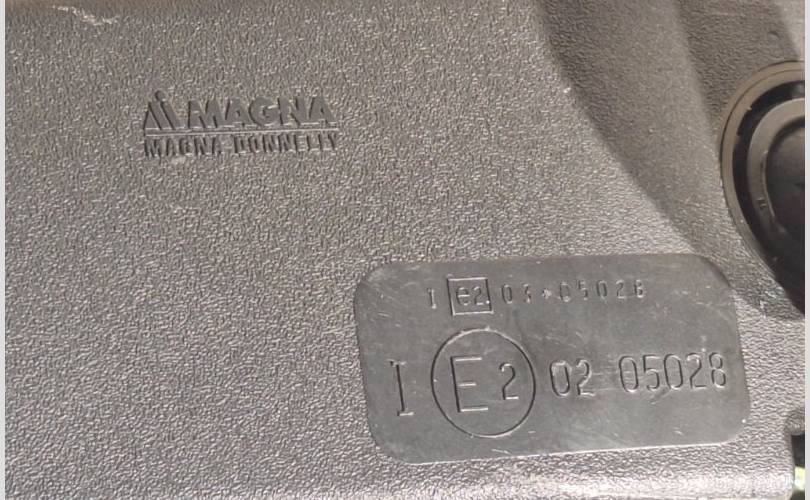 MAGNA
MAGNA DONNELLY
I e2 03*05028
I E2 02 05028